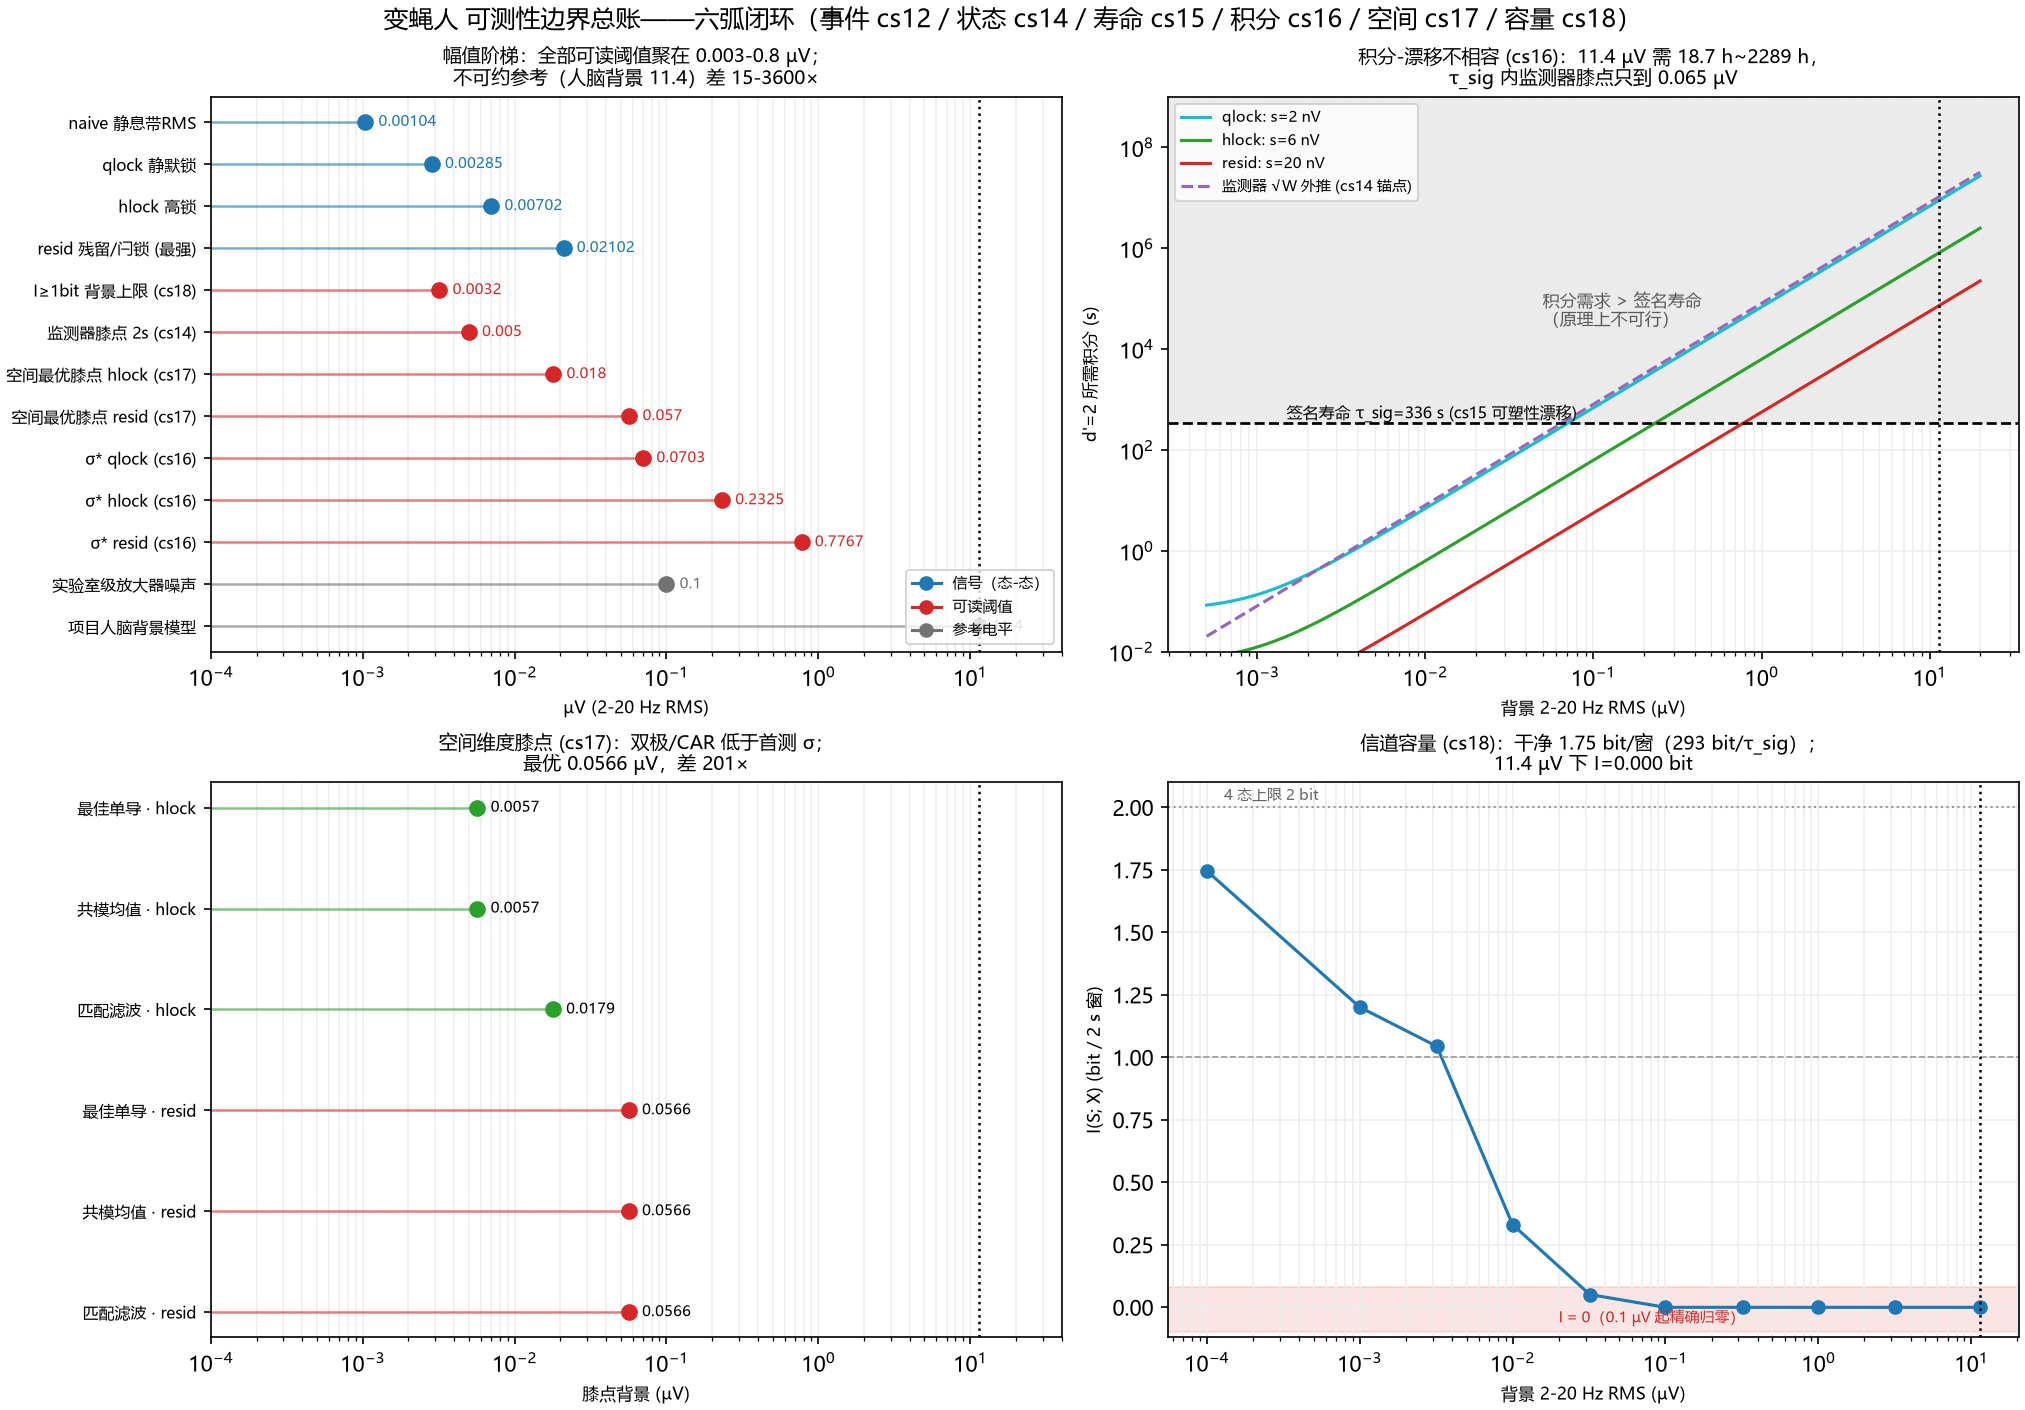 变蝇人 可测性边界总账——六弧闭环（事件 cs12 / 状态 cs14 / 寿命 cs15 / 积分 cs16 / 空间 cs17 / 容量 cs18）
幅值阶梯：全部可读阈值聚在 0.003-0.8 µV；
不可约参考（人脑背景 11.4）差 15-3600×
naive 静息带RMS
0.00104
qlock 静默锁
0.00285
hlock 高锁
0.00702
resid 残留/闩锁 (最强)
0.02102
I≥1bit 背景上限 (cs18)
0.0032
监测器膝点 2s (cs14)
0.005
空间最优膝点 hlock (cs17)
0.018
空间最优膝点 resid (cs17)
0.057
σ* qlock (cs16)
0.0703
σ* hlock (cs16)
0.2325
σ* resid (cs16)
0.7767
实验室级放大器噪声
0.1
项目人脑背景模型
信号（态-态）
可读阈值
参考电平
10⁻⁴ 10⁻³ 10⁻² 10⁻¹ 10⁰ 10¹
µV (2-20 Hz RMS)
积分-漂移不相容 (cs16)：11.4 µV 需 18.7 h~2289 h，
τ_sig 内监测器膝点只到 0.065 µV
qlock: s=2 nV
hlock: s=6 nV
resid: s=20 nV
监测器 √W 外推 (cs14 锚点)
积分需求 > 签名寿命
（原理上不可行）
签名寿命 τ_sig=336 s (cs15 可塑性漂移)
d'=2 所需积分 (s)
10⁸
10⁶
10⁴
10²
10⁰
10⁻²
10⁻³ 10⁻² 10⁻¹ 10⁰ 10¹
背景 2-20 Hz RMS (µV)
空间维度膝点 (cs17)：双极/CAR 低于首测 σ；
最优 0.0566 µV，差 201×
最佳单导 · hlock
0.0057
共模均值 · hlock
0.0057
匹配滤波 · hlock
0.0179
最佳单导 · resid
0.0566
共模均值 · resid
0.0566
匹配滤波 · resid
0.0566
10⁻⁴ 10⁻³ 10⁻² 10⁻¹ 10⁰ 10¹
膝点背景 (µV)
信道容量 (cs18)：干净 1.75 bit/窗（293 bit/τ_sig）；
11.4 µV 下 I=0.000 bit
4 态上限 2 bit
I(S; X) (bit / 2 s 窗)
2.00
1.75
1.50
1.25
1.00
0.75
0.50
0.25
0.00
I = 0（0.1 µV 起精确归零）
10⁻⁴ 10⁻³ 10⁻² 10⁻¹ 10⁰ 10¹
背景 2-20 Hz RMS (µV)